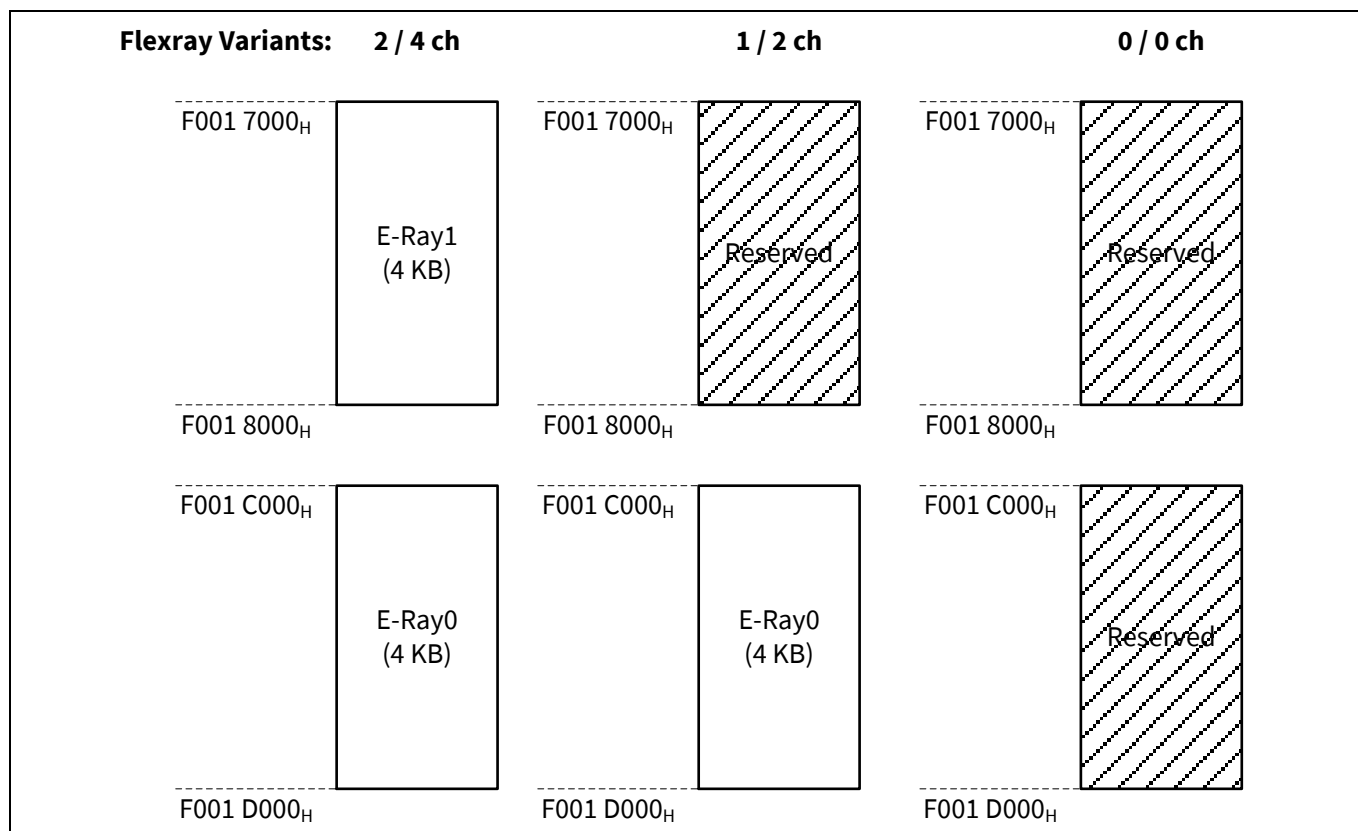 Flexray Variants: 2 / 4 ch 1 / 2 ch 0 / 0 ch
F001 7000H F001 7000H F001 7000H
E-Ray1 Reserved Reserved
(4 KB)
F001 8000H F001 8000H F001 8000H
F001 C000H F001 C000H F001 C000H
E-Ray0 E-Ray0 Reserved
(4 KB) (4 KB)
F001 D000H F001 D000H F001 D000H